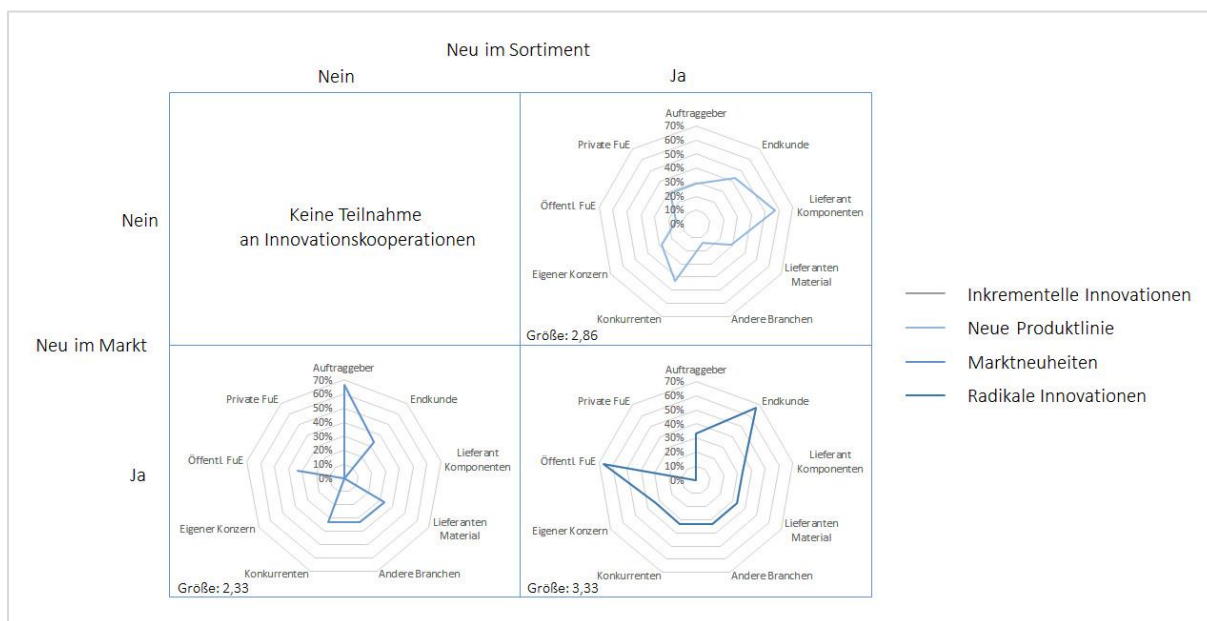 Neu im Sortiment
Nein
Ja
Nein
Keine Teilnahme
an Innovationskooperationen
Auftraggeber
70%
60%
50%
40%
30%
20%
10%
0%
Endkunde
Lieferant
Komponenten
Lieferanten
Material
Andere Branchen
Konkurrenten
Eigener Konzern
Öffentl. FuE
Private FuE
Größe: 2,86
Neu im Markt
Ja
Auftraggeber
70%
60%
50%
40%
30%
20%
10%
0%
Endkunde
Lieferant
Komponenten
Lieferanten
Material
Andere Branchen
Konkurrenten
Eigener Konzern
Öffentl. FuE
Private FuE
Größe: 2,33
Auftraggeber
70%
60%
50%
40%
30%
20%
10%
0%
Endkunde
Lieferant
Komponenten
Lieferanten
Material
Andere Branchen
Konkurrenten
Eigener Konzern
Öffentl. FuE
Private FuE
Größe: 3,33
Inkrementelle Innovationen
Neue Produktlinie
Marktneuheiten
Radikale Innovationen